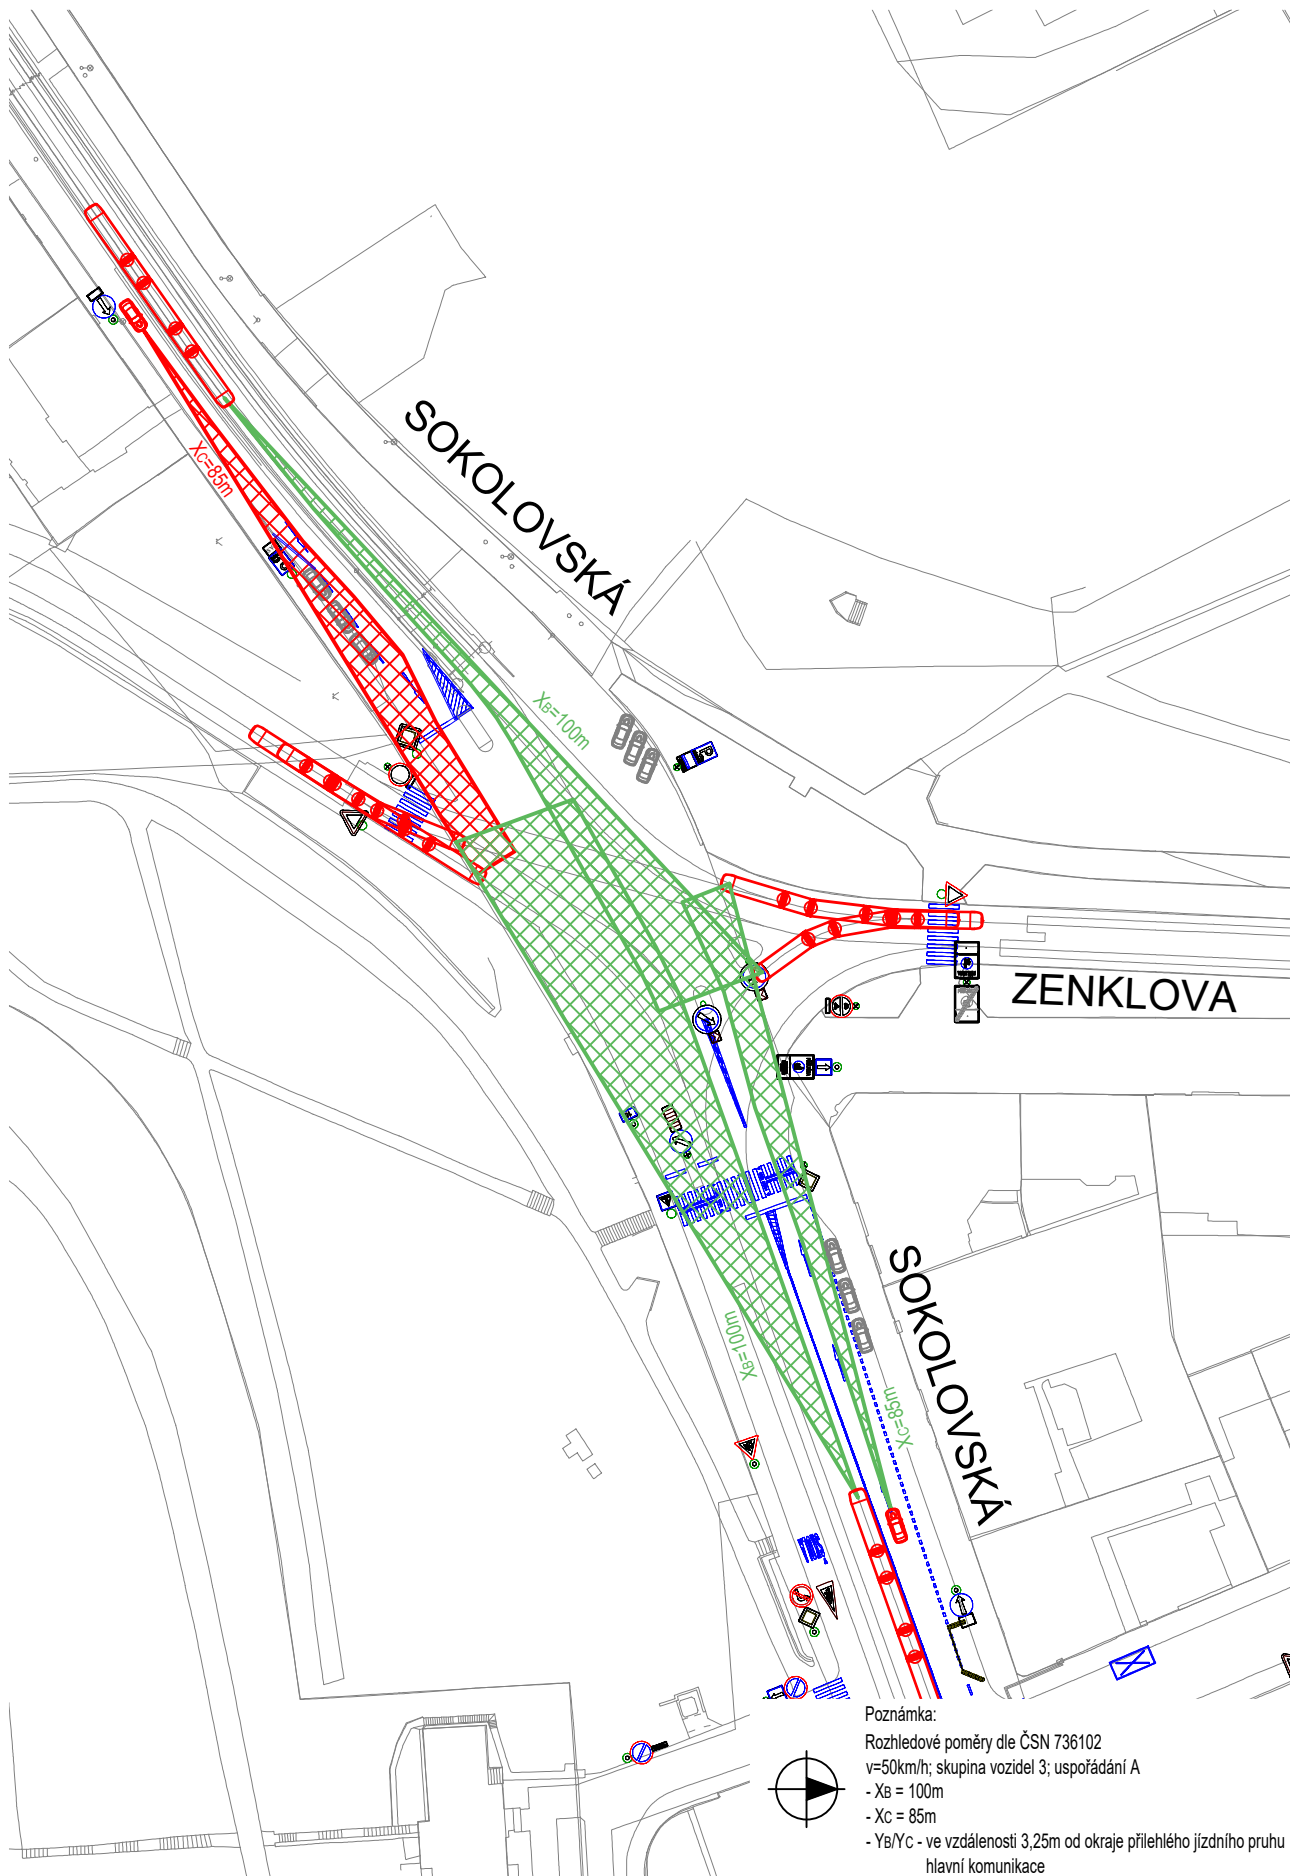 SOKOLOVSKÁ
XC=85m
XB=100m
ZENKLOVA
SOKOLOVSKÁ
XB=100m
XC=85m
Poznámka:
Rozhledové poměry dle ČSN 736102
v=50km/h; skupina vozidel 3; uspořádání A
- XB = 100m
- XC = 85m
- YB/YC - ve vzdálenosti 3,25m od okraje přilehlého jízdního pruhu
hlavní komunikace